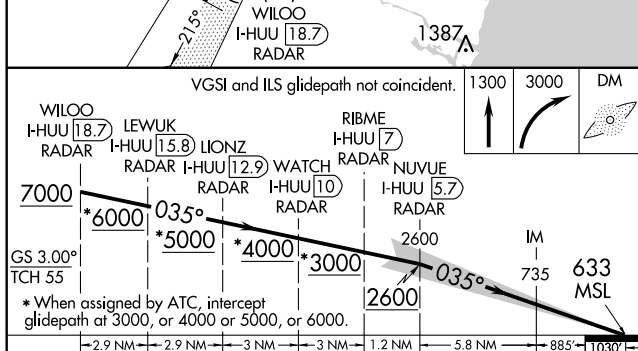 215°
WILOO
I-HUU 18.7
RADAR
1387
VGSI and ILS glidepath not coincident.
1300
3000
DM
WILOO
I-HUU 18.7
RADAR
LEWUK
I-HUU 15.8
RADAR
LIONZ
I-HUU 12.9
RADAR
WATCH
I-HUU 10
RADAR
RIBME
I-HUU 7
RADAR
NUVUE
I-HUU 5.7
RADAR
7000
*6000
035°
*5000
*4000
*3000
2600
2600
035°
IM
735
633
MSL
GS 3.00°
TCH 55
* When assigned by ATC, intercept
glidepath at 3000, or 4000 or 5000, or 6000.
2.9 NM
2.9 NM
3 NM
3 NM
1.2 NM
5.8 NM
885'
1030'